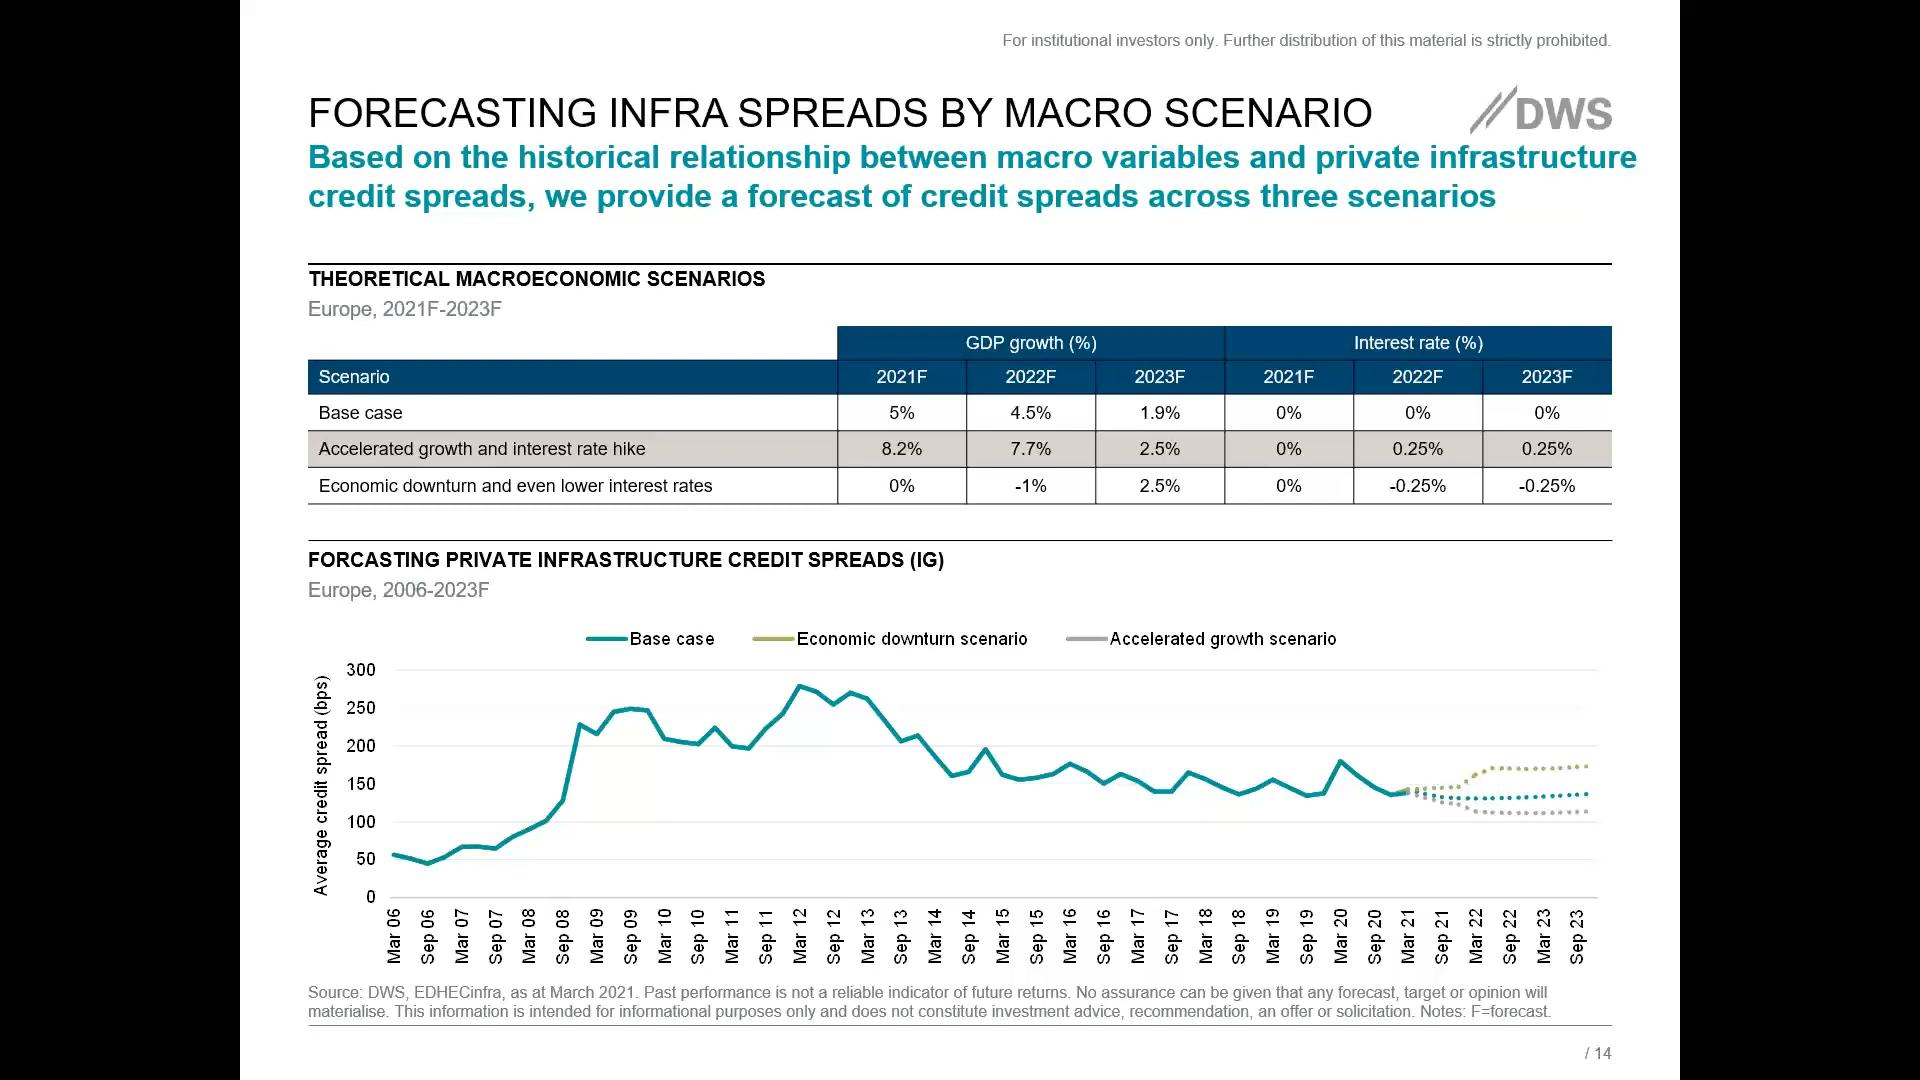 For institutional investors only. Further distribution of this material is strictly prohibited.
FORECASTING INFRA SPREADS BY MACRO SCENARIO
DWS
Based on the historical relationship between macro variables and private infrastructure
credit spreads, we provide a forecast of credit spreads across three scenarios
THEORETICAL MACROECONOMIC SCENARIOS
Europe, 2021F-2023F
GDP growth (%) Interest rate (%)
Scenario 2021F 2022F 2023F 2021F 2022F 2023F
Base case 5% 4.5% 1.9% 0% 0% 0%
Accelerated growth and interest rate hike 8.2% 7.7% 2.5% 0% 0.25% 0.25%
Economic downturn and even lower interest rates 0% -1% 2.5% 0% -0.25% -0.25%
FORCASTING PRIVATE INFRASTRUCTURE CREDIT SPREADS (IG)
Europe, 2006-2023F
Base case Economic downturn scenario Accelerated growth scenario
Average credit spread (bps)
300
250
200
150
100
50
0
Mar 06 Sep 06 Mar 07 Sep 07 Mar 08 Sep 08 Mar 09 Sep 09 Mar 10 Sep 10 Mar 11 Sep 11 Mar 12 Sep 12 Mar 13 Sep 13 Mar 14 Sep 14 Mar 15 Sep 15 Mar 16 Sep 16 Mar 17 Sep 17 Mar 18 Sep 18 Mar 19 Sep 19 Mar 20 Sep 20 Mar 21 Sep 21 Mar 22 Sep 22 Mar 23 Sep 23
Source: DWS, EDHECinfra, as at March 2021. Past performance is not a reliable indicator of future returns. No assurance can be given that any forecast, target or opinion will
materialise. This information is intended for informational purposes only and does not constitute investment advice, recommendation, an offer or solicitation. Notes: F=forecast.
/ 14